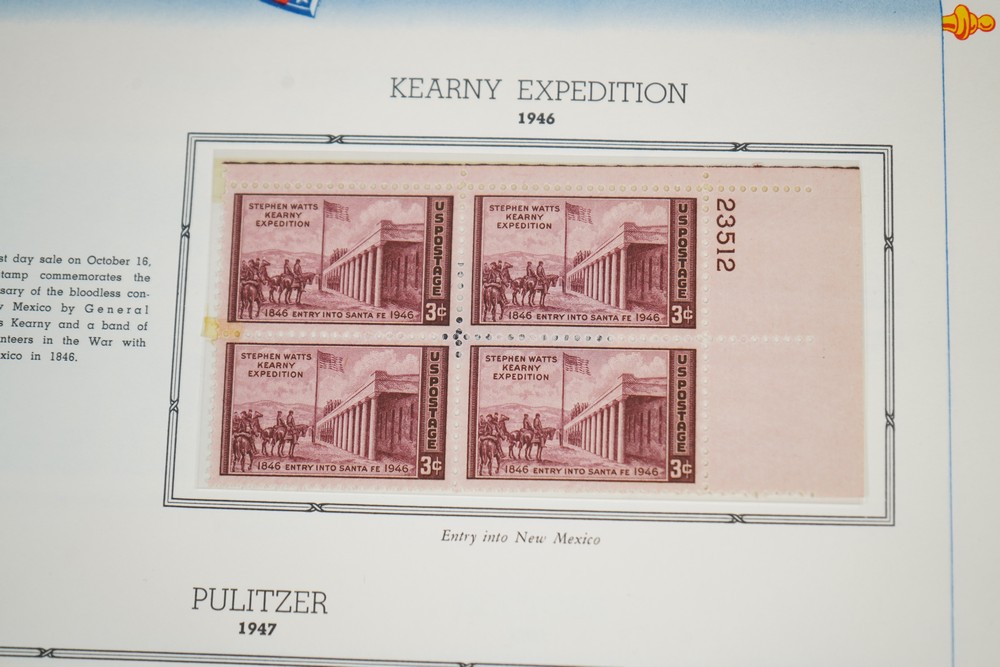 KEARNY EXPEDITION
1946
st day sale on October 16,
tamp commemorates the
sary of the bloodless con-
Mexico by General
s Kearny and a band of
nteers in the War with
xico in 1846.
STEPHEN WATTS
KEARNY
EXPEDITION
U S POSTAGE
1846 ENTRY INTO SANTA FE 1946
3¢
STEPHEN WATTS
KEARNY
EXPEDITION
U S POSTAGE
1846 ENTRY INTO SANTA FE 1946
3¢
23512
STEPHEN WATTS
KEARNY
EXPEDITION
U S POSTAGE
1846 ENTRY INTO SANTA FE 1946
3¢
STEPHEN WATTS
KEARNY
EXPEDITION
U S POSTAGE
1846 ENTRY INTO SANTA FE 1946
3¢
Entry into New Mexico
PULITZER
1947